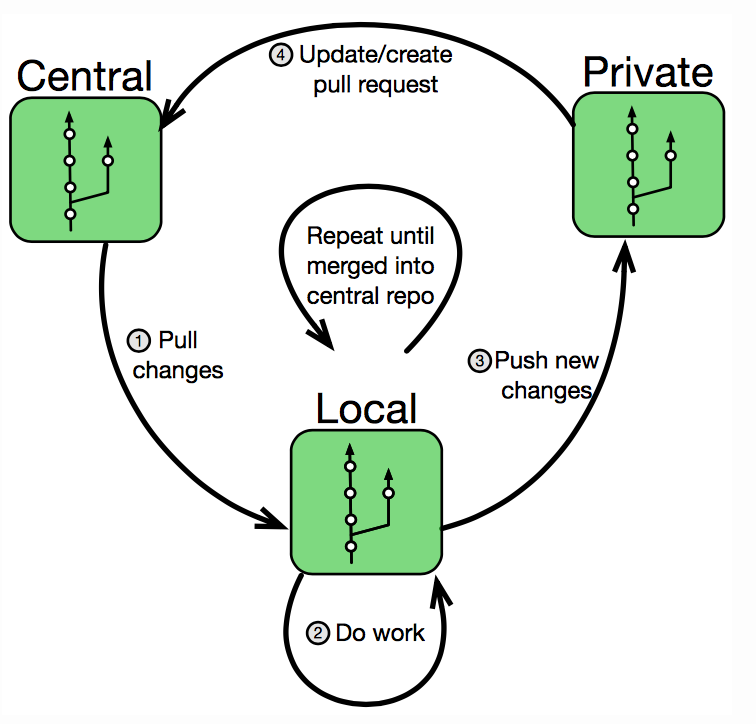 Central
Private
4 Update/create
pull request
Repeat until
merged into
central repo
1 Pull
changes
3 Push new
changes
Local
2 Do work